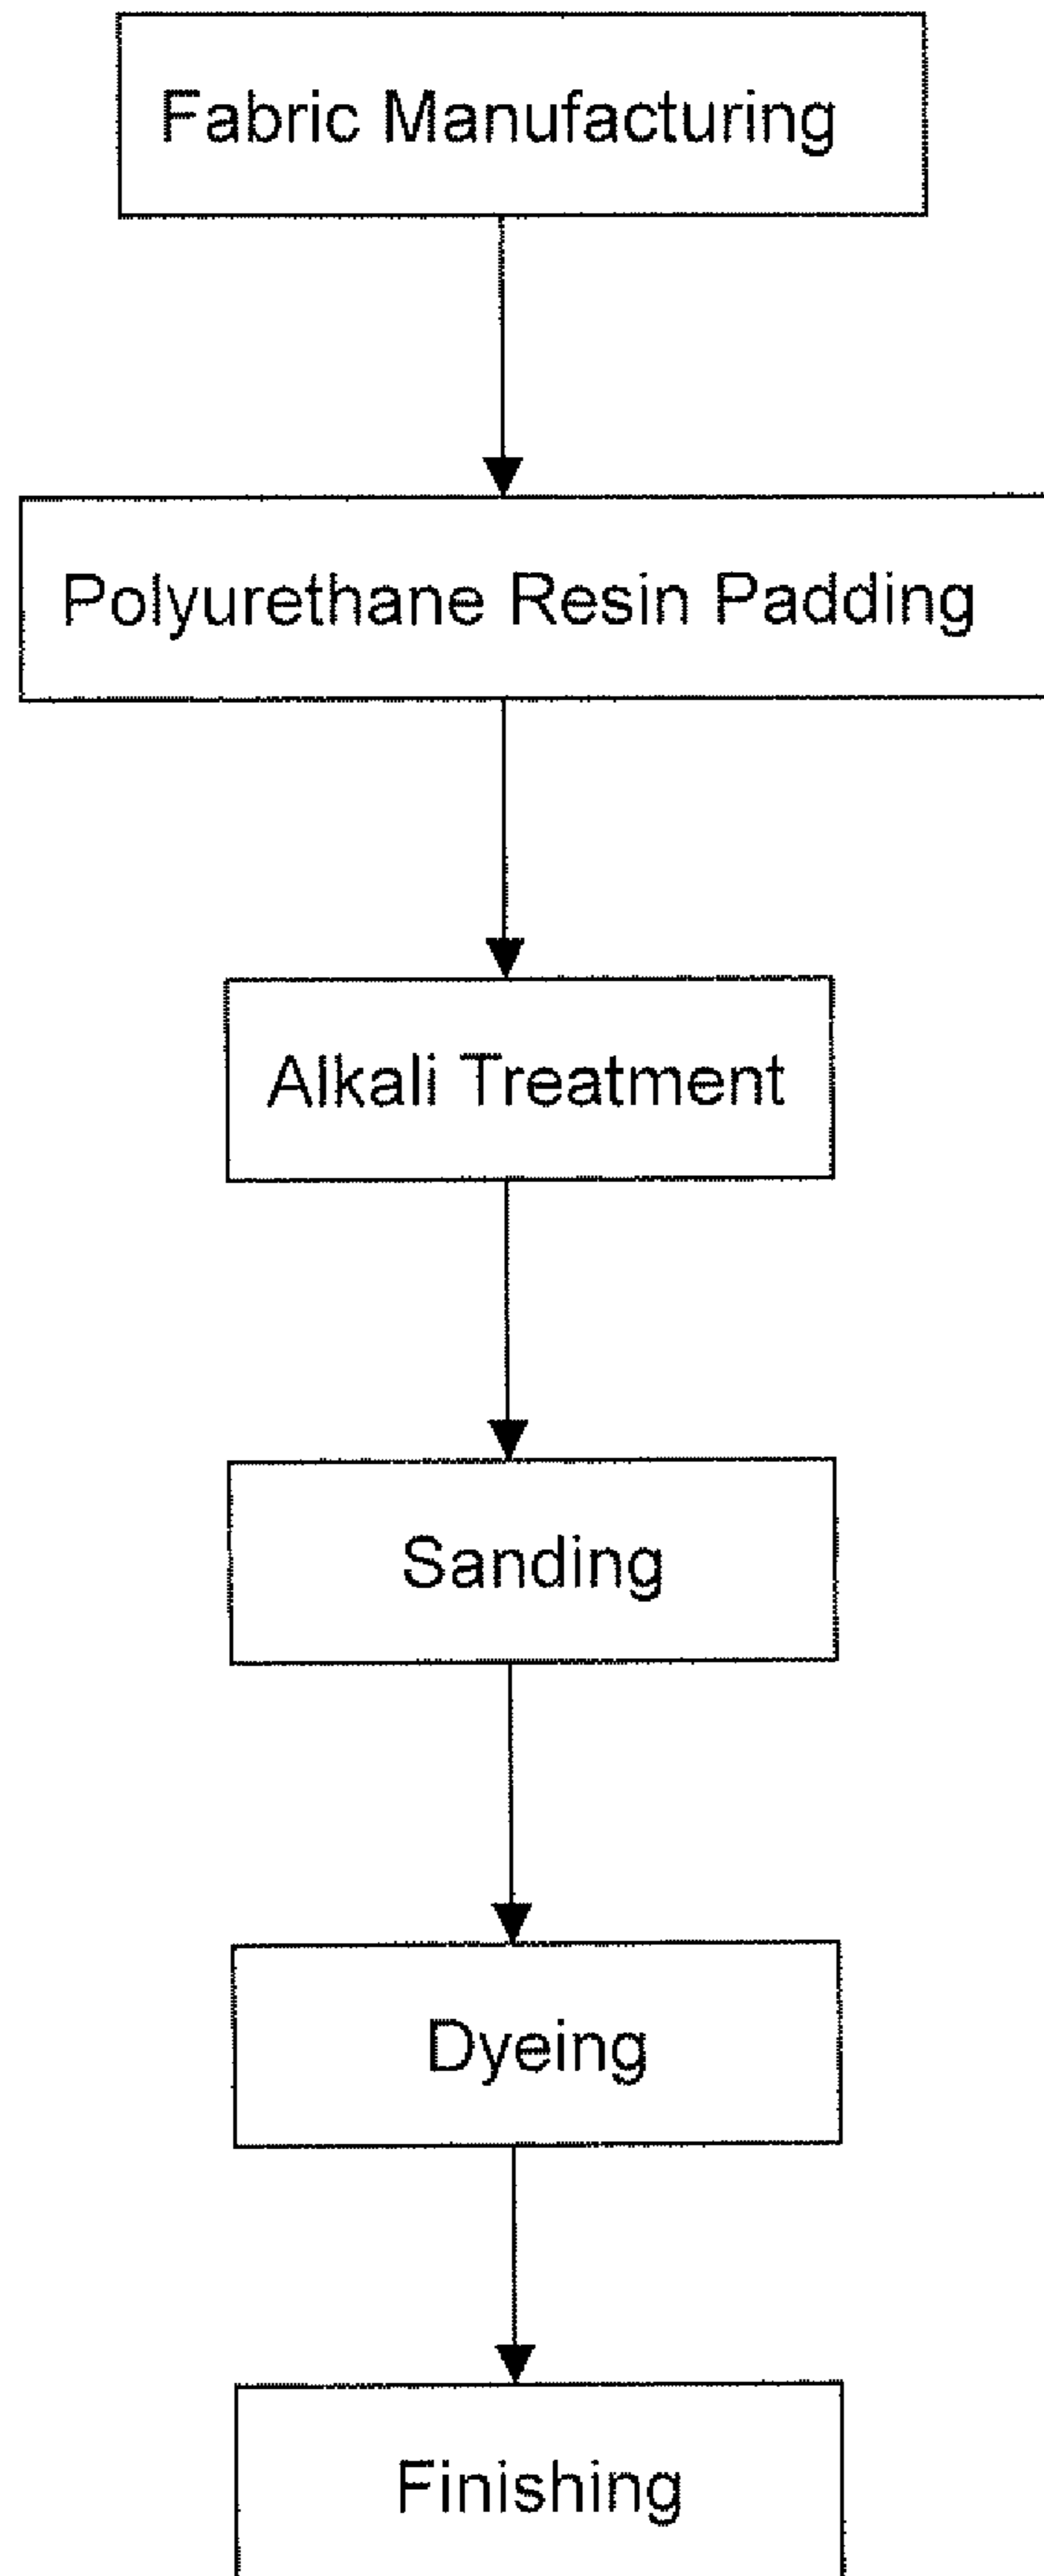 Fabric Manufacturing
Polyurethane Resin Padding
Alkali Treatment
Sanding
Dyeing
Finishing